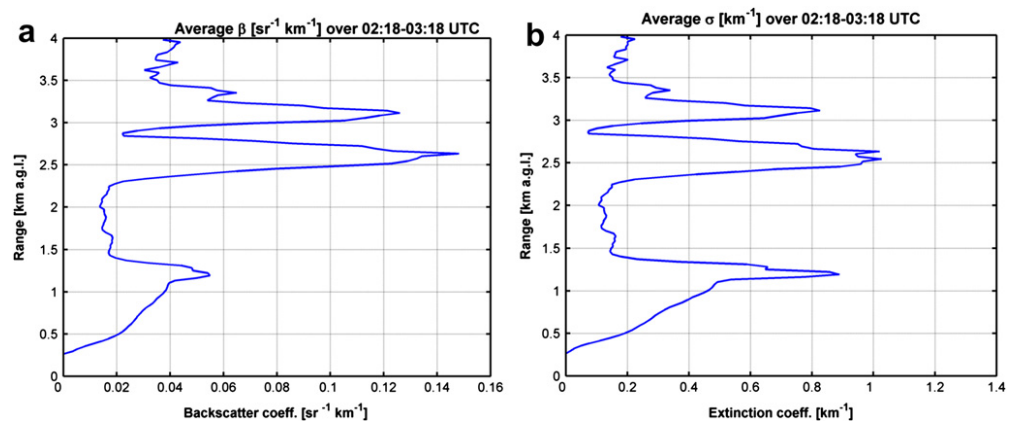 a
Average β [sr⁻¹ km⁻¹] over 02:18-03:18 UTC
4
3.5
3
2.5
2
1.5
1
0.5
0
Range [km a.g.l.]
0 0.02 0.04 0.06 0.08 0.1 0.12 0.14 0.16
Backscatter coeff. [sr⁻¹ km⁻¹]
b
Average σ [km⁻¹] over 02:18-03:18 UTC
4
3.5
3
2.5
2
1.5
1
0.5
0
Range [km a.g.l.]
0 0.2 0.4 0.6 0.8 1 1.2 1.4
Extinction coeff. [km⁻¹]